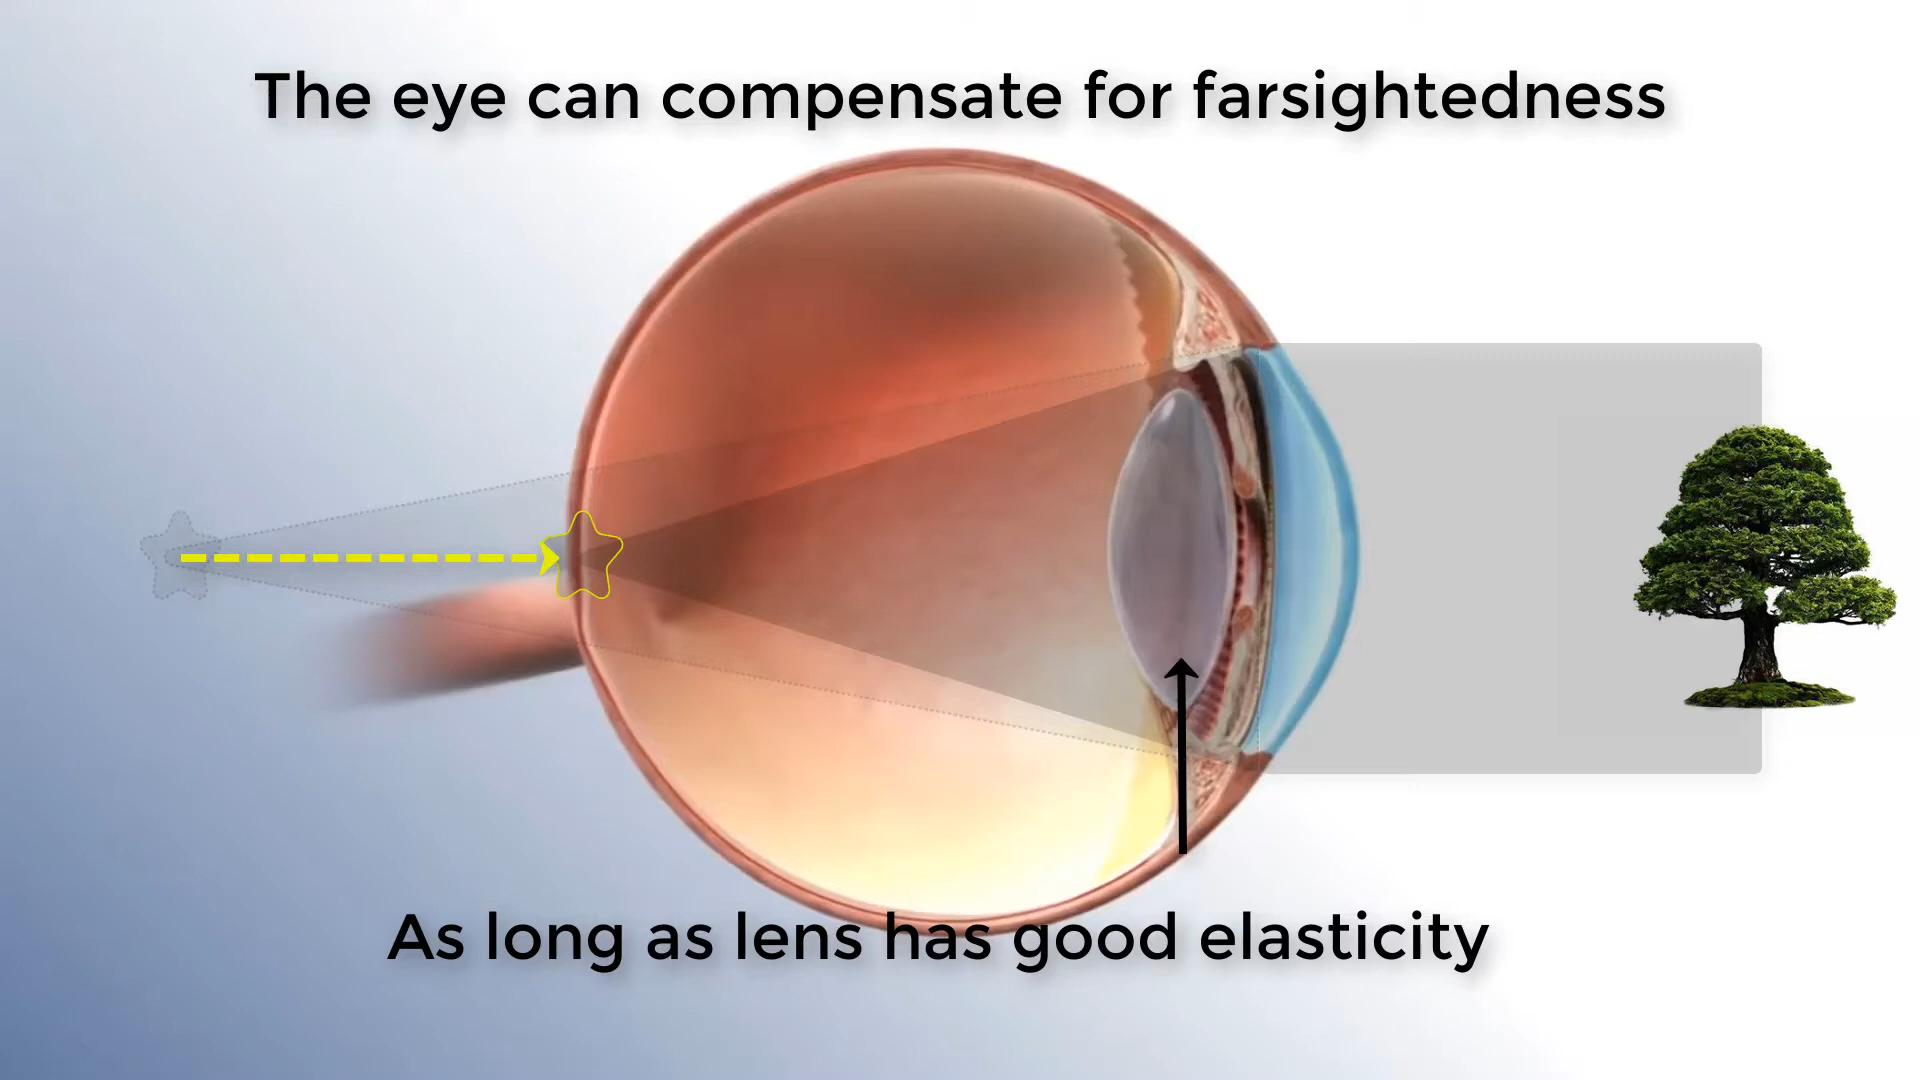 The eye can compensate for farsightedness
As long as lens has good elasticity